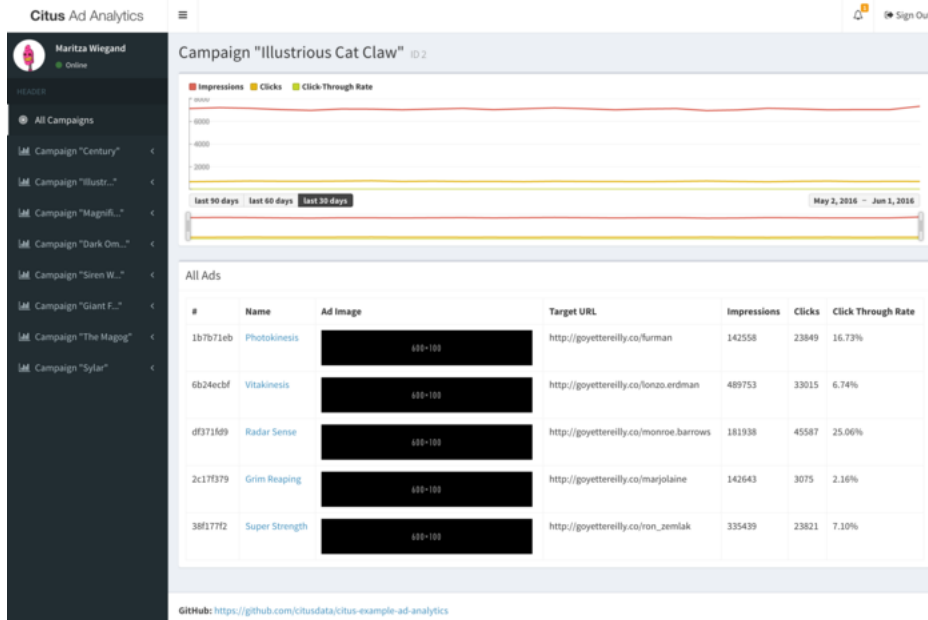 Citus Ad Analytics
1
Sign Ou
Maritza Wiegand
Online
HEADER
All Campaigns
Campaign "Century"
Campaign "Illustr..."
Campaign "Magnifi..."
Campaign "Dark Om..."
Campaign "Siren W..."
Campaign "Giant F..."
Campaign "The Magog"
Campaign "Sylar"
Campaign "Illustrious Cat Claw" ID 2
Impressions Clicks Click-Through Rate
8000
6000
4000
2000
last 90 days last 60 days last 30 days May 2, 2016 – Jun 1, 2016
All Ads
# Name Ad Image Target URL Impressions Clicks Click Through Rate
1b7b71eb Photokinesis 600×100 http://goyettereilly.co/furman 142558 23849 16.73%
6b24ecbf Vitakinesis 600×100 http://goyettereilly.co/lonzo.erdman 489753 33015 6.74%
df371fd9 Radar Sense 600×100 http://goyettereilly.co/monroe.barrows 181938 45587 25.06%
2c17f379 Grim Reaping 600×100 http://goyettereilly.co/marjolaine 142643 3075 2.16%
38f177f2 Super Strength 600×100 http://goyettereilly.co/ron_zemlak 335439 23821 7.10%
GitHub: https://github.com/citusdata/citus-example-ad-analytics